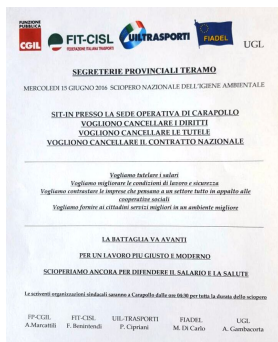 FUNZIONE
PUBBLICA
CGIL
FIT-CISL
FEDERAZIONE ITALIANA TRASPORTI
UILTRASPORTI
FIADEL
UGL
SEGRETERIE PROVINCIALI TERAMO
MERCOLEDI 15 GIUGNO 2016 SCIOPERO NAZIONALE DELL'IGIENE AMBIENTALE
SIT-IN PRESSO LA SEDE OPERATIVA DI CARAPOLLO
VOGLIONO CANCELLARE I DIRITTI
VOGLIONO CANCELLARE LE TUTELE
VOGLIONO CANCELLARE IL CONTRATTO NAZIONALE
Vogliamo tutelare i salari
Vogliamo migliorare le condizioni di lavoro e sicurezza
Vogliamo contrastare le imprese che pensano a un settore tutto in appalto alle
cooperative sociali
Vogliamo fornire ai cittadini servizi migliori in un ambiente migliore
LA BATTAGLIA VA AVANTI
PER UN LAVORO PIU GIUSTO E MODERNO
SCIOPERIAMO ANCORA PER DIFENDERE IL SALARIO E LA SALUTE
Le scriventi organizzazioni sindacali saranno a Carapollo dalle ore 04:30 per tutta la durata dello sciopero
FP-CGIL FIT-CISL UIL-TRASPORTI FIADEL UGL
A.Marcattili F. Benintendi P. Cipriani M. Di Carlo A. Gambacorta